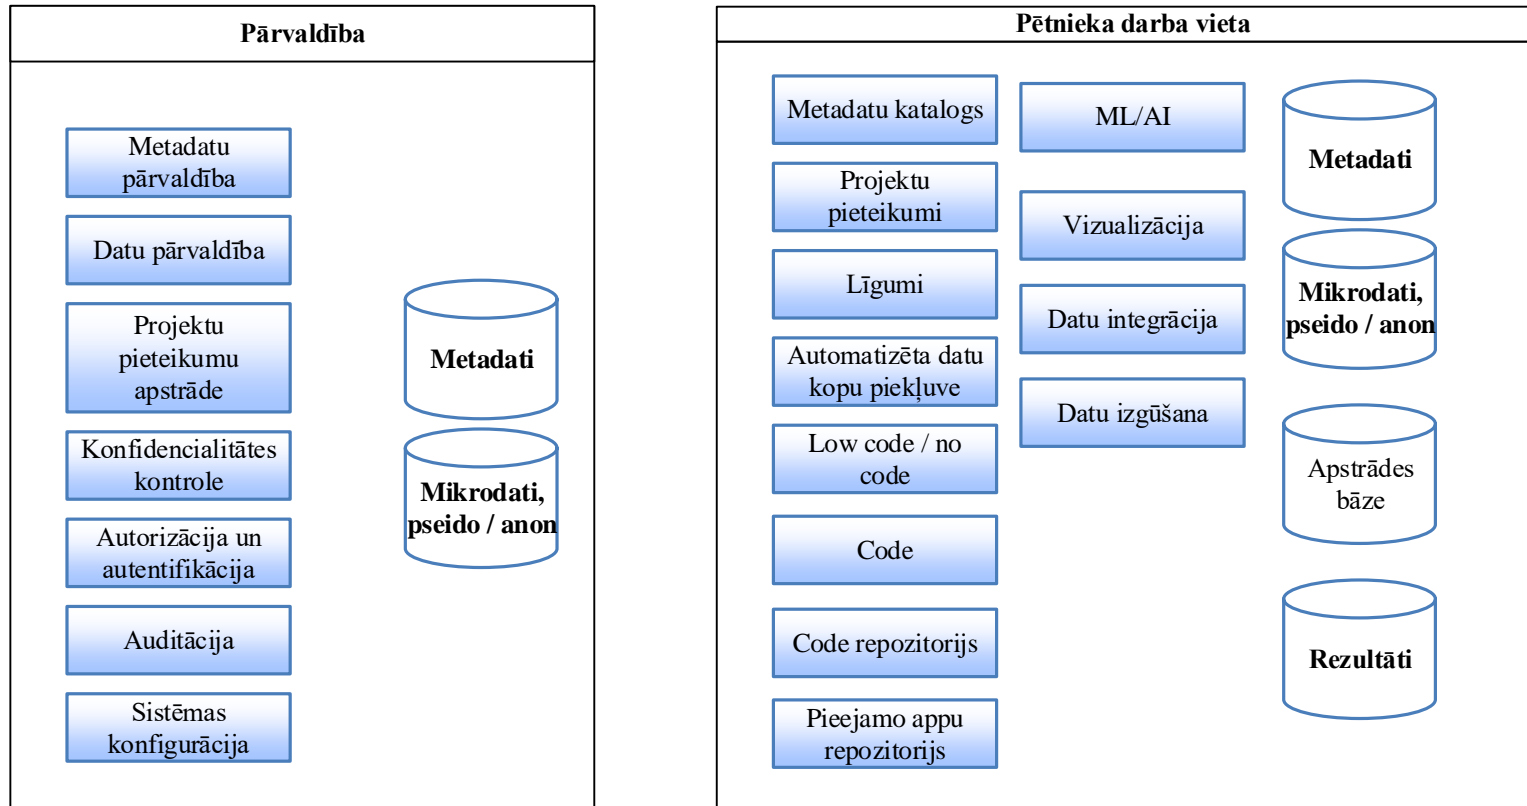 Pārvaldība
Metadatu
pārvaldība
Datu pārvaldība
Projektu
pieteikumu
apstrāde
Konfidencialitātes
kontrole
Autorizācija un
autentifikācija
Auditācija
Sistēmas
konfigurācija
Metadati
Mikrodati,
pseido / anon
Pētnieka darba vieta
Metadatu katalogs
Projektu
pieteikumi
Līgumi
Automatizēta datu
kopu piekļuve
Low code / no
code
Code
Code repozitorijs
Pieejamo appu
repozitorijs
ML/AI
Vizualizācija
Datu integrācija
Datu izgūšana
Metadati
Mikrodati,
pseido / anon
Apstrādes
bāze
Rezultāti